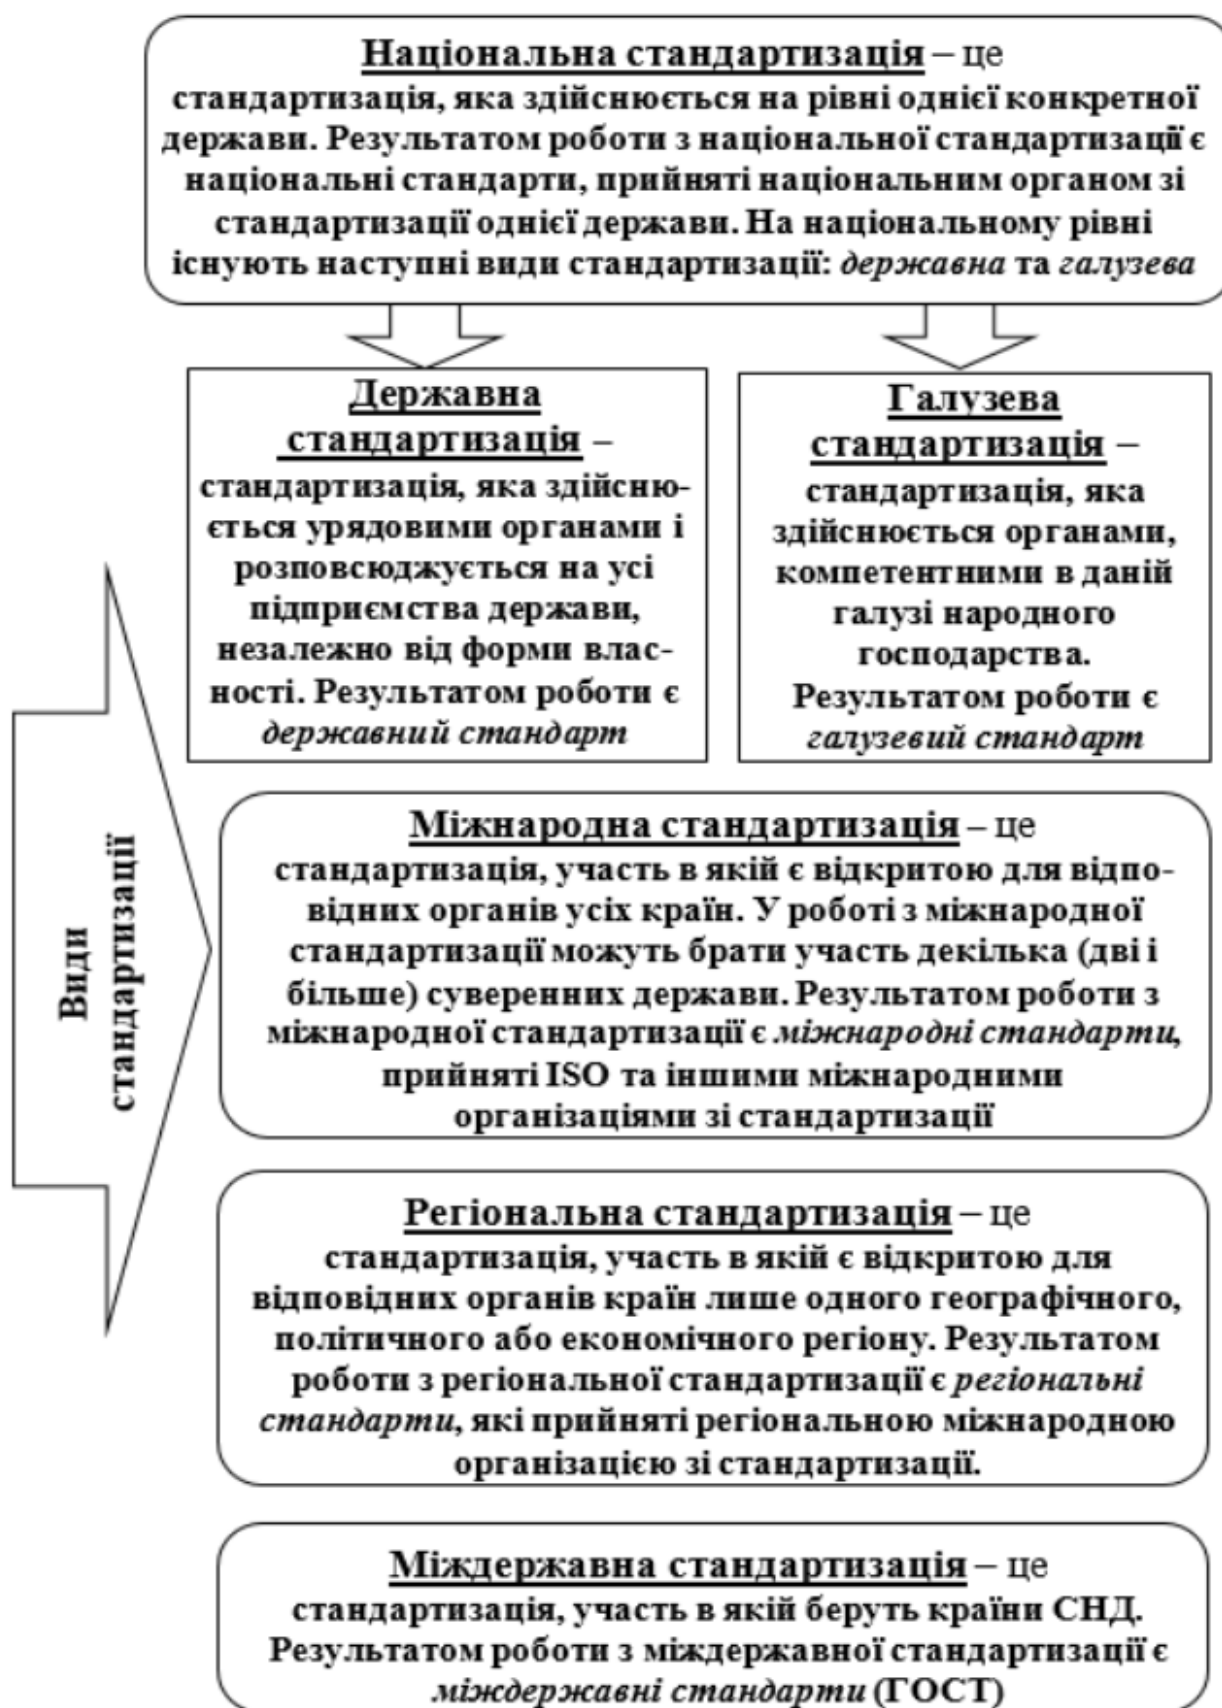 Національна стандартизація – це
стандартизація, яка здійснюється на рівні однієї конкретної
держави. Результатом роботи з національної стандартизації є
національні стандарти, прийняті національним органом зі
стандартизації однієї держави. На національному рівні
існують наступні види стандартизації: державна та галузева
Державна
стандартизація –
стандартизація, яка здійсню-
ється урядовими органами і
розповсюджується на усі
підприємства держави,
незалежно від форми влас-
ності. Результатом роботи є
державний стандарт
Галузева
стандартизація –
стандартизація, яка
здійснюється органами,
компетентними в даній
галузі народного
господарства.
Результатом роботи є
галузевий стандарт
Види
стандартизації
Міжнародна стандартизація – це
стандартизація, участь в якій є відкритою для відпо-
відних органів усіх країн. У роботі з міжнародної
стандартизації можуть брати участь декілька (дві і
більше) суверенних держави. Результатом роботи з
міжнародної стандартизації є міжнародні стандарти,
прийняті ISO та іншими міжнародними
організаціями зі стандартизації
Регіональна стандартизація – це
стандартизація, участь в якій є відкритою для
відповідних органів країн лише одного географічного,
політичного або економічного регіону. Результатом
роботи з регіональної стандартизації є регіональні
стандарти, які прийняті регіональною міжнародною
організацією зі стандартизації.
Міждержавна стандартизація – це
стандартизація, участь в якій беруть країни СНД.
Результатом роботи з міждержавної стандартизації є
міждержавні стандарти (ГОСТ)